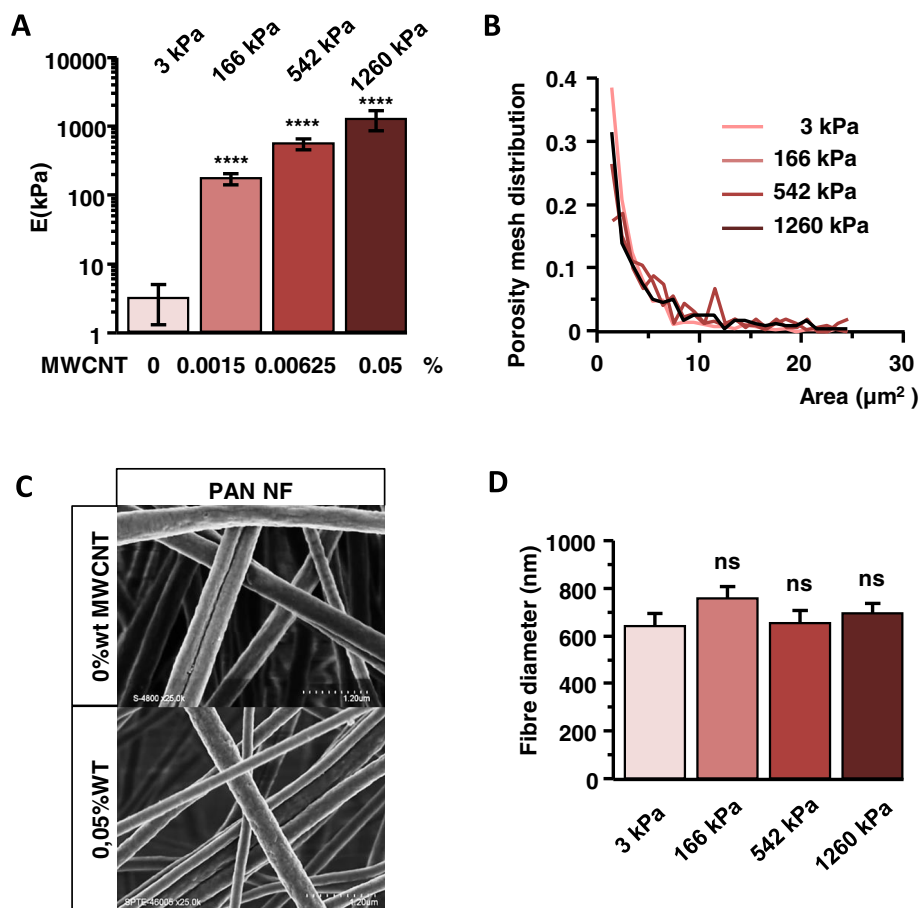 A
3 kPa
166 kPa
542 kPa
1260 kPa
E(kPa)
10000
1000
100
10
1
****
****
****
MWCNT 0 0.0015 0.00625 0.05 %
B
Porosity mesh distribution
0.4
0.3
0.2
0.1
0
3 kPa
166 kPa
542 kPa
1260 kPa
0 10 20 30
Area (µm² )
C
PAN NF
0%wt MWCNT
S-4800 x25.0k 1.20um
0,05%WT
SPTE-46005 x25.0k 1.20um
D
Fibre diameter (nm)
1000
800
600
400
200
0
ns
ns
ns
3 kPa
166 kPa
542 kPa
1260 kPa